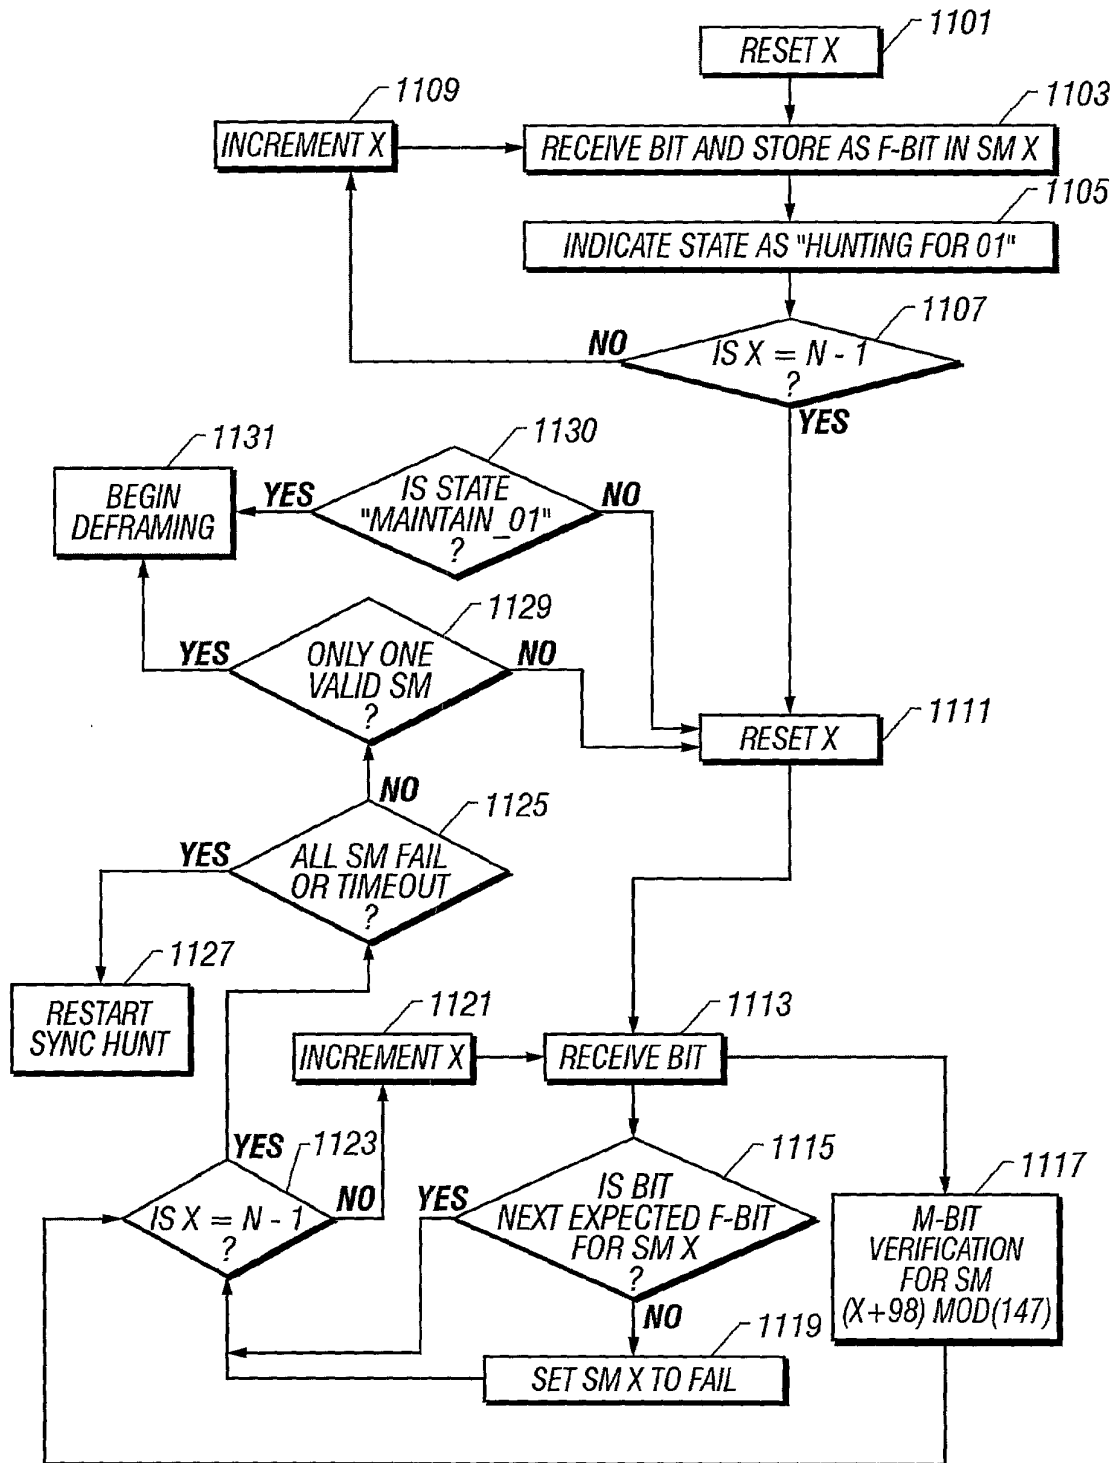 1101
RESET X
1109
1103
INCREMENT X
RECEIVE BIT AND STORE AS F-BIT IN SM X
1105
INDICATE STATE AS "HUNTING FOR 01"
1107
NO
IS X = N - 1
?
YES
1131
1130
BEGIN
DEFRAMING
YES
IS STATE
"MAINTAIN_01"
?
NO
1129
YES
ONLY ONE
VALID SM
?
NO
1111
RESET X
NO
1125
YES
ALL SM FAIL
OR TIMEOUT
?
1127
RESTART
SYNC HUNT
1121
1113
INCREMENT X
RECEIVE BIT
YES
1123
IS X = N - 1
?
NO
1115
YES
IS BIT
NEXT EXPECTED F-BIT
FOR SM X
?
NO
1117
M-BIT
VERIFICATION
FOR SM
(X+98) MOD(147)
1119
SET SM X TO FAIL